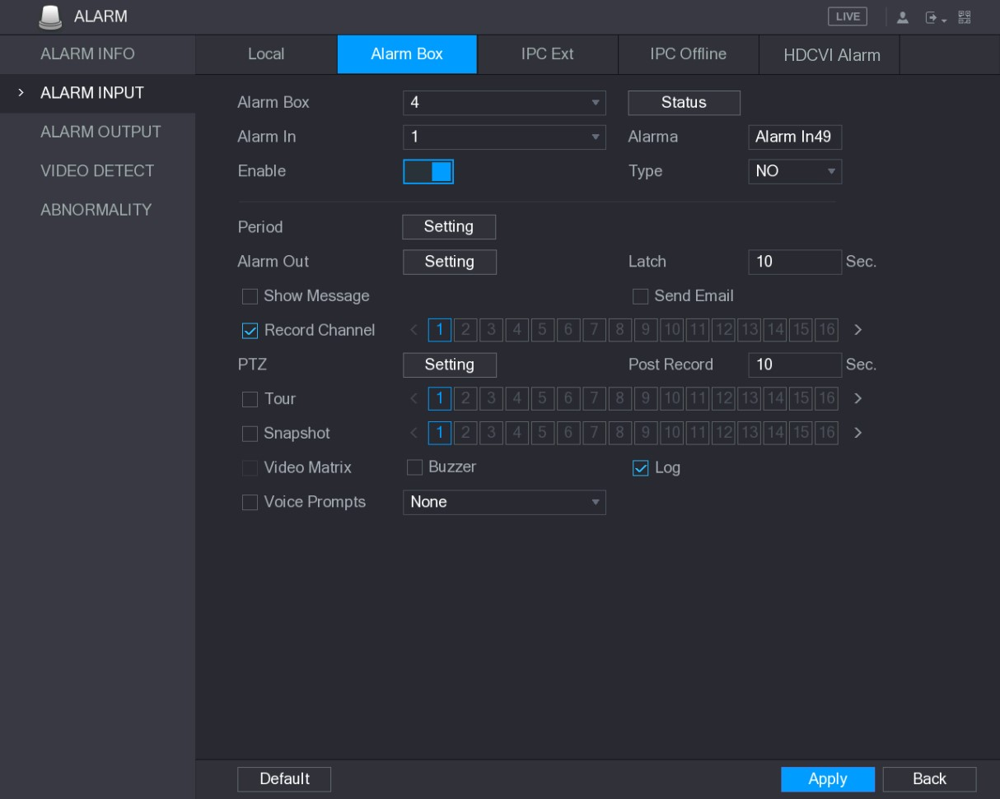 ALARM LIVE
ALARM INFO Local Alarm Box IPC Ext IPC Offline HDCVI Alarm
> ALARM INPUT
ALARM OUTPUT
VIDEO DETECT
ABNORMALITY
Alarm Box 4 Status
Alarm In 1 Alarma Alarm In49
Enable Type NO
Period Setting
Alarm Out Setting Latch 10 Sec.
Show Message Send Email
Record Channel < 1 2 3 4 5 6 7 8 9 10 11 12 13 14 15 16 >
PTZ Setting Post Record 10 Sec.
Tour < 1 2 3 4 5 6 7 8 9 10 11 12 13 14 15 16 >
Snapshot < 1 2 3 4 5 6 7 8 9 10 11 12 13 14 15 16 >
Video Matrix Buzzer Log
Voice Prompts None
Default Apply Back